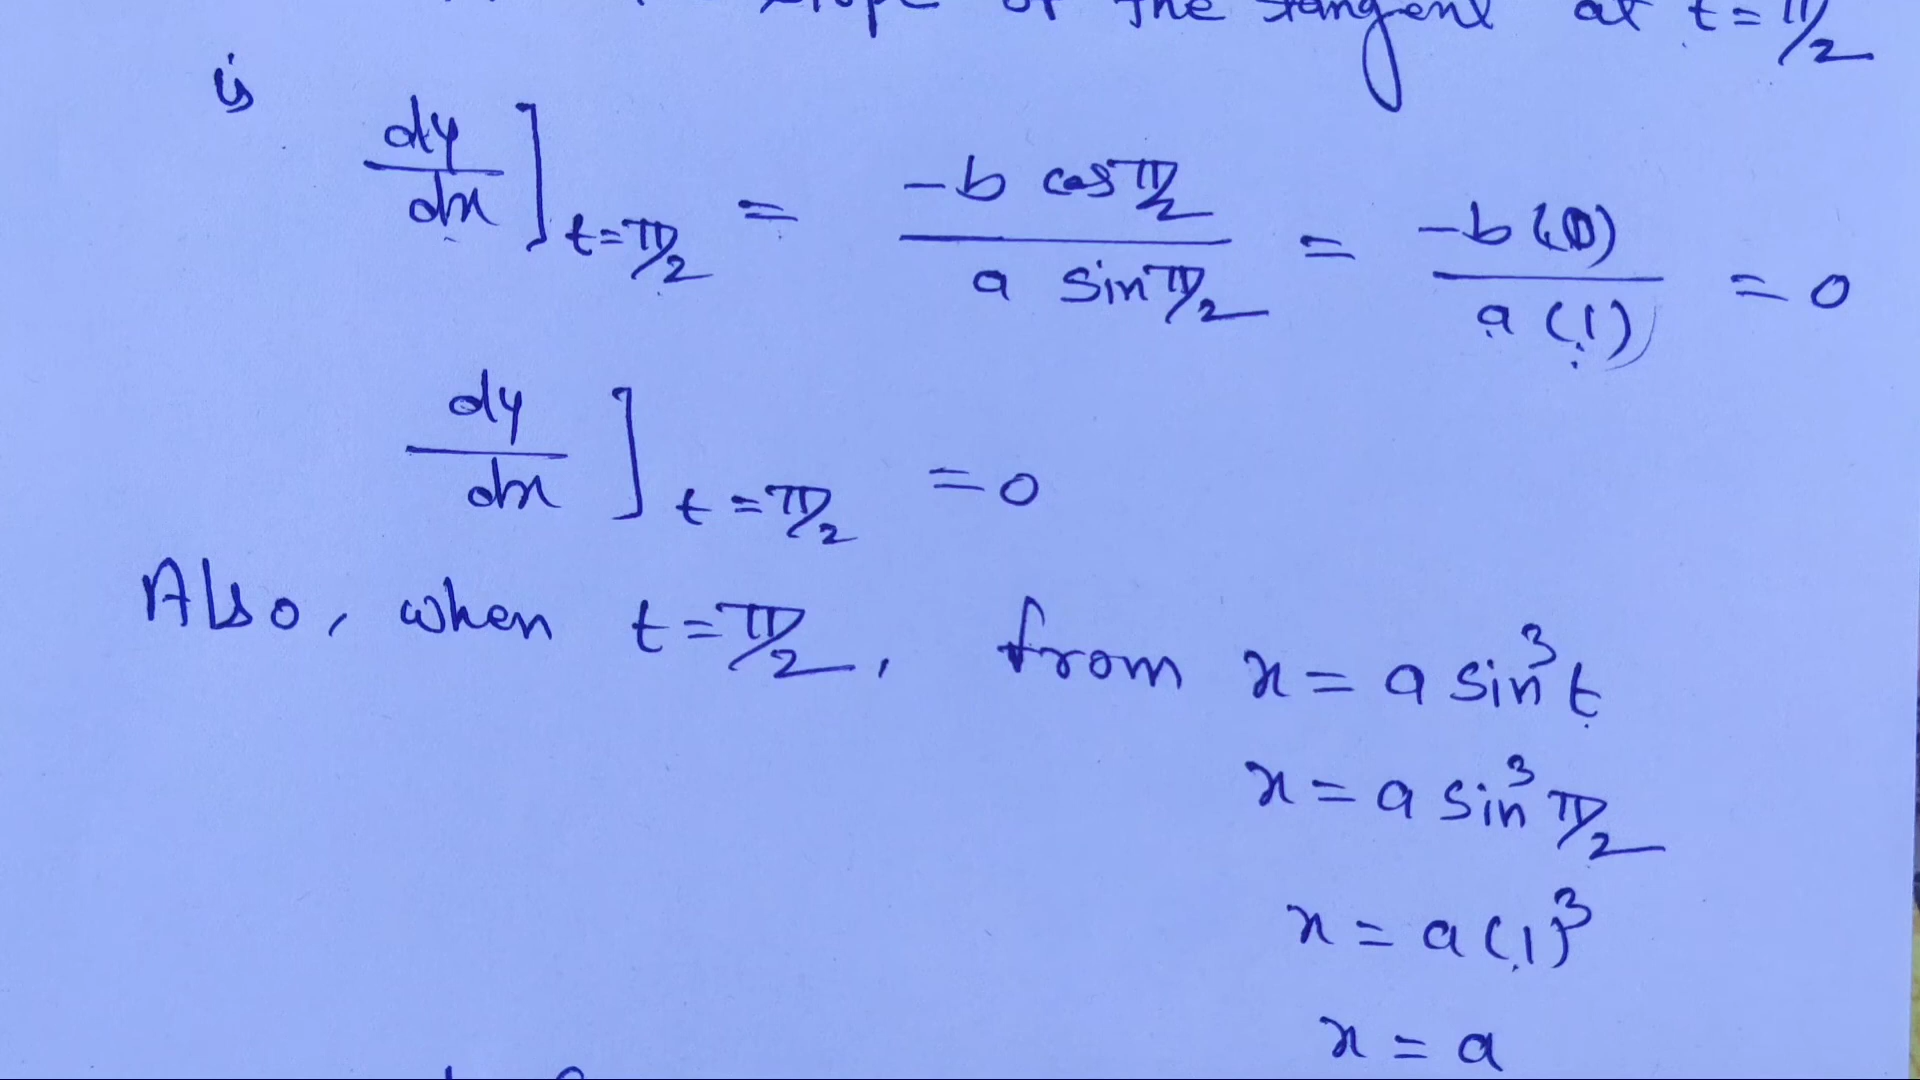 slope of the tangent at t = π/2
is
dy/dx ] t=π/2 = -b cos π/2 / a sin π/2 = -b(0) / a(1) = 0
dy/dx ] t=π/2 = 0
Also, when t = π/2, from x = a sin³t
x = a sin³ π/2
x = a(1)³
x = a